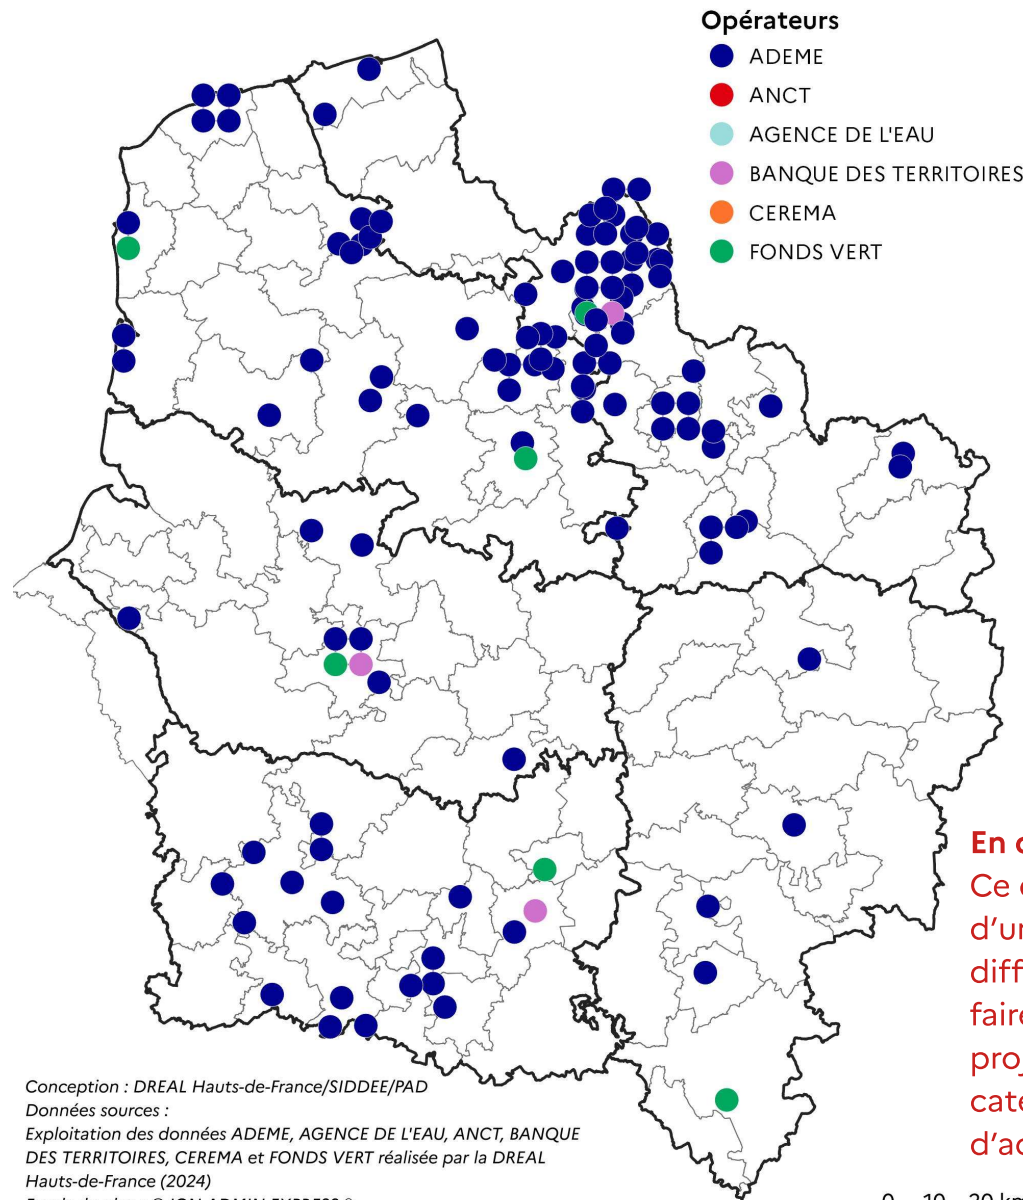 Opérateurs
ADEME
ANCT
AGENCE DE L'EAU
BANQUE DES TERRITOIRES
CEREMA
FONDS VERT
En
Ce
d'un
diff
faire
proj
caté
d'ac
Conception : DREAL Hauts-de-France/SIDDEE/PAD
Données sources :
Exploitation des données ADEME, AGENCE DE L'EAU, ANCT, BANQUE
DES TERRITOIRES, CEREMA et FONDS VERT réalisée par la DREAL
Hauts-de-France (2024)
0 10 20 km